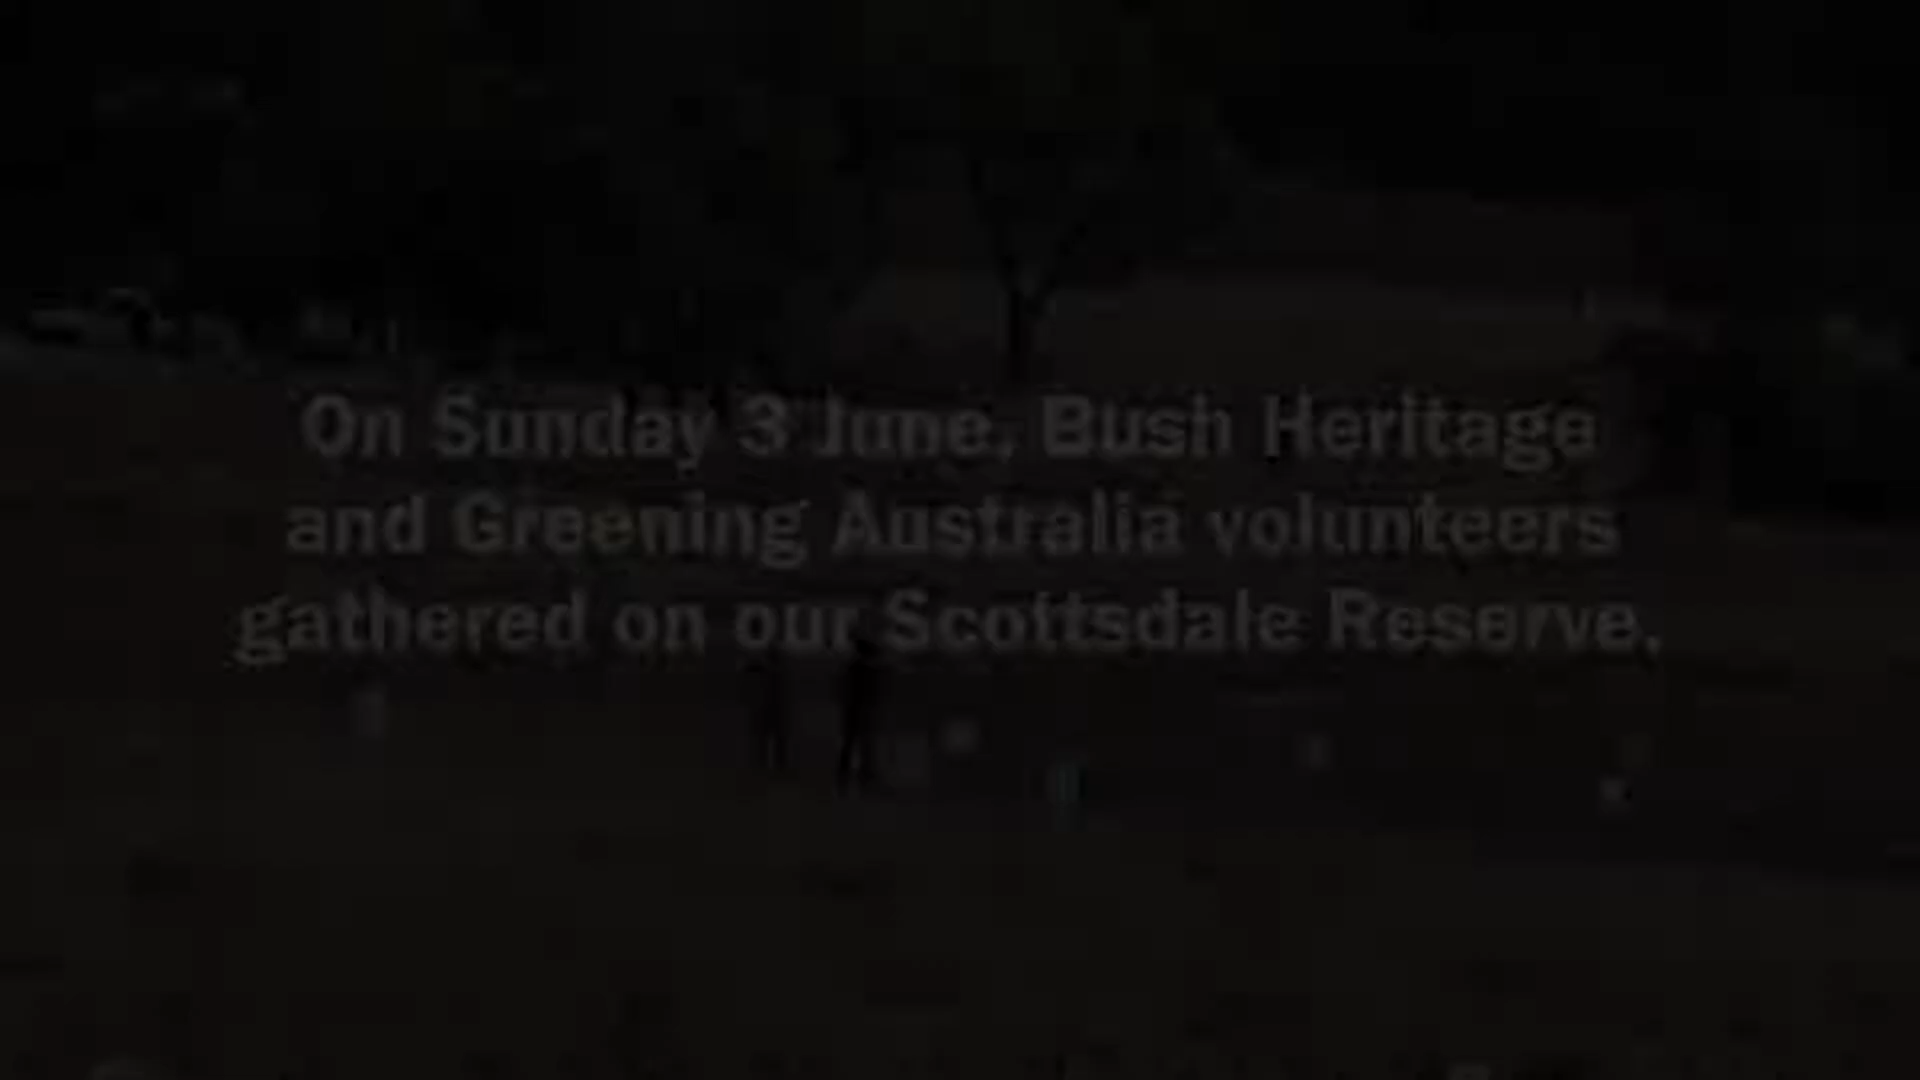 On Sunday 3 June, Bush Heritage
and Greening Australia volunteers
gathered on our Scottsdale Reserve.